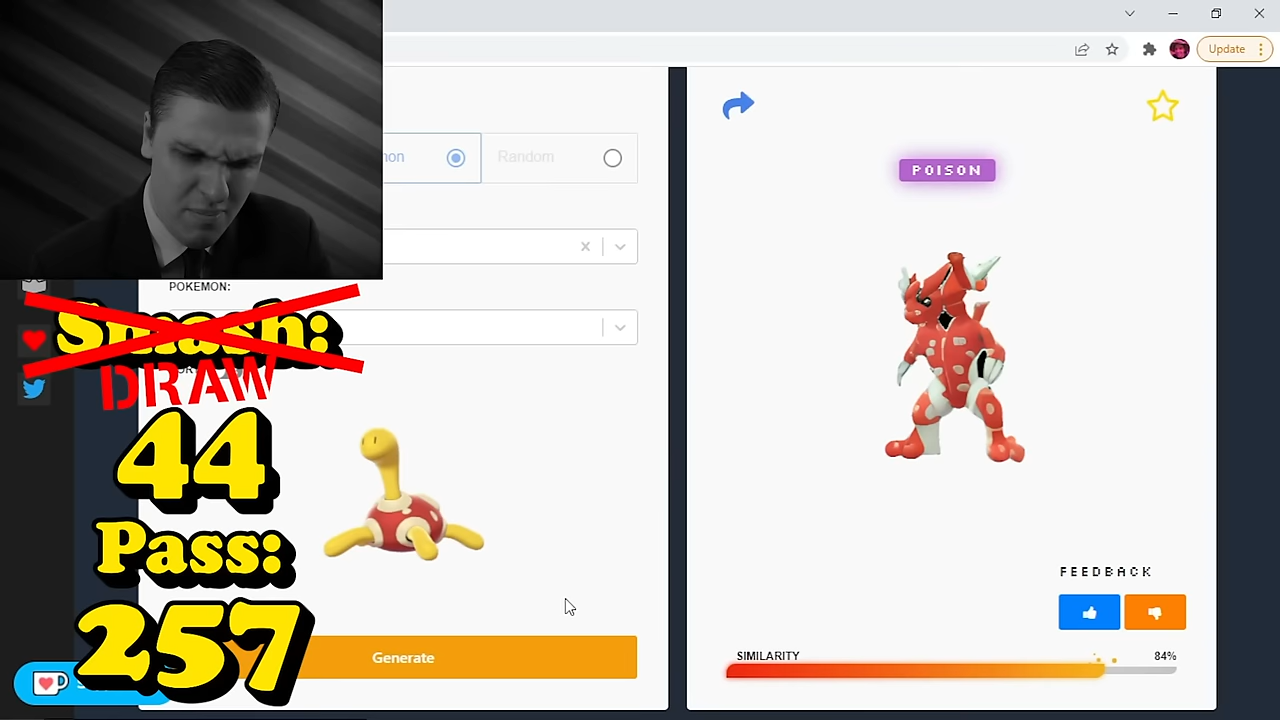 Update
mon
Random
POISON
POKEMON:
Smash:
DRAW
44
Pass:
257
Generate
FEEDBACK
SIMILARITY
84%